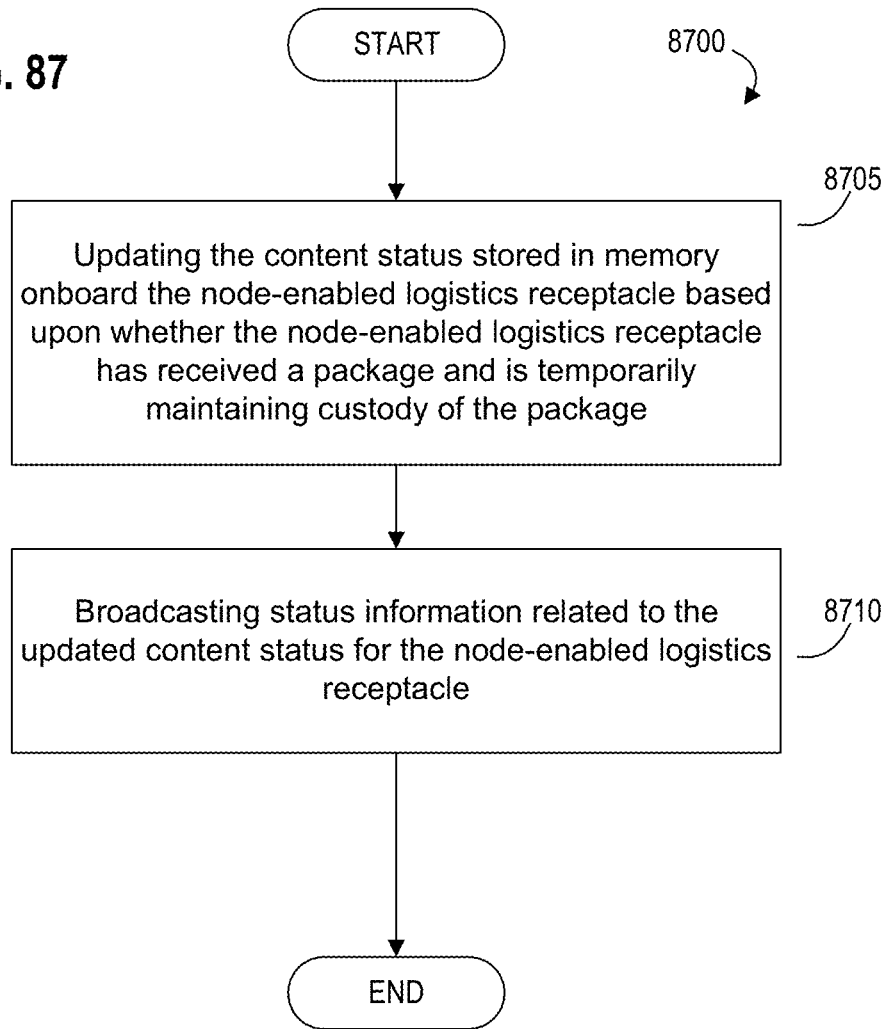 START
8700
. 87
8705
Updating the content status stored in memory
onboard the node-enabled logistics receptacle based
upon whether the node-enabled logistics receptacle
has received a package and is temporarily
maintaining custody of the package
Broadcasting status information related to the
updated content status for the node-enabled logistics
receptacle
8710
END